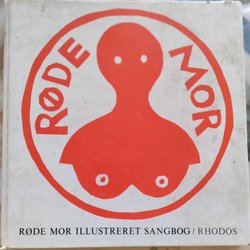 RØDE MOR
RØDE MOR ILLUSTRERET SANGBOG / RHODOS